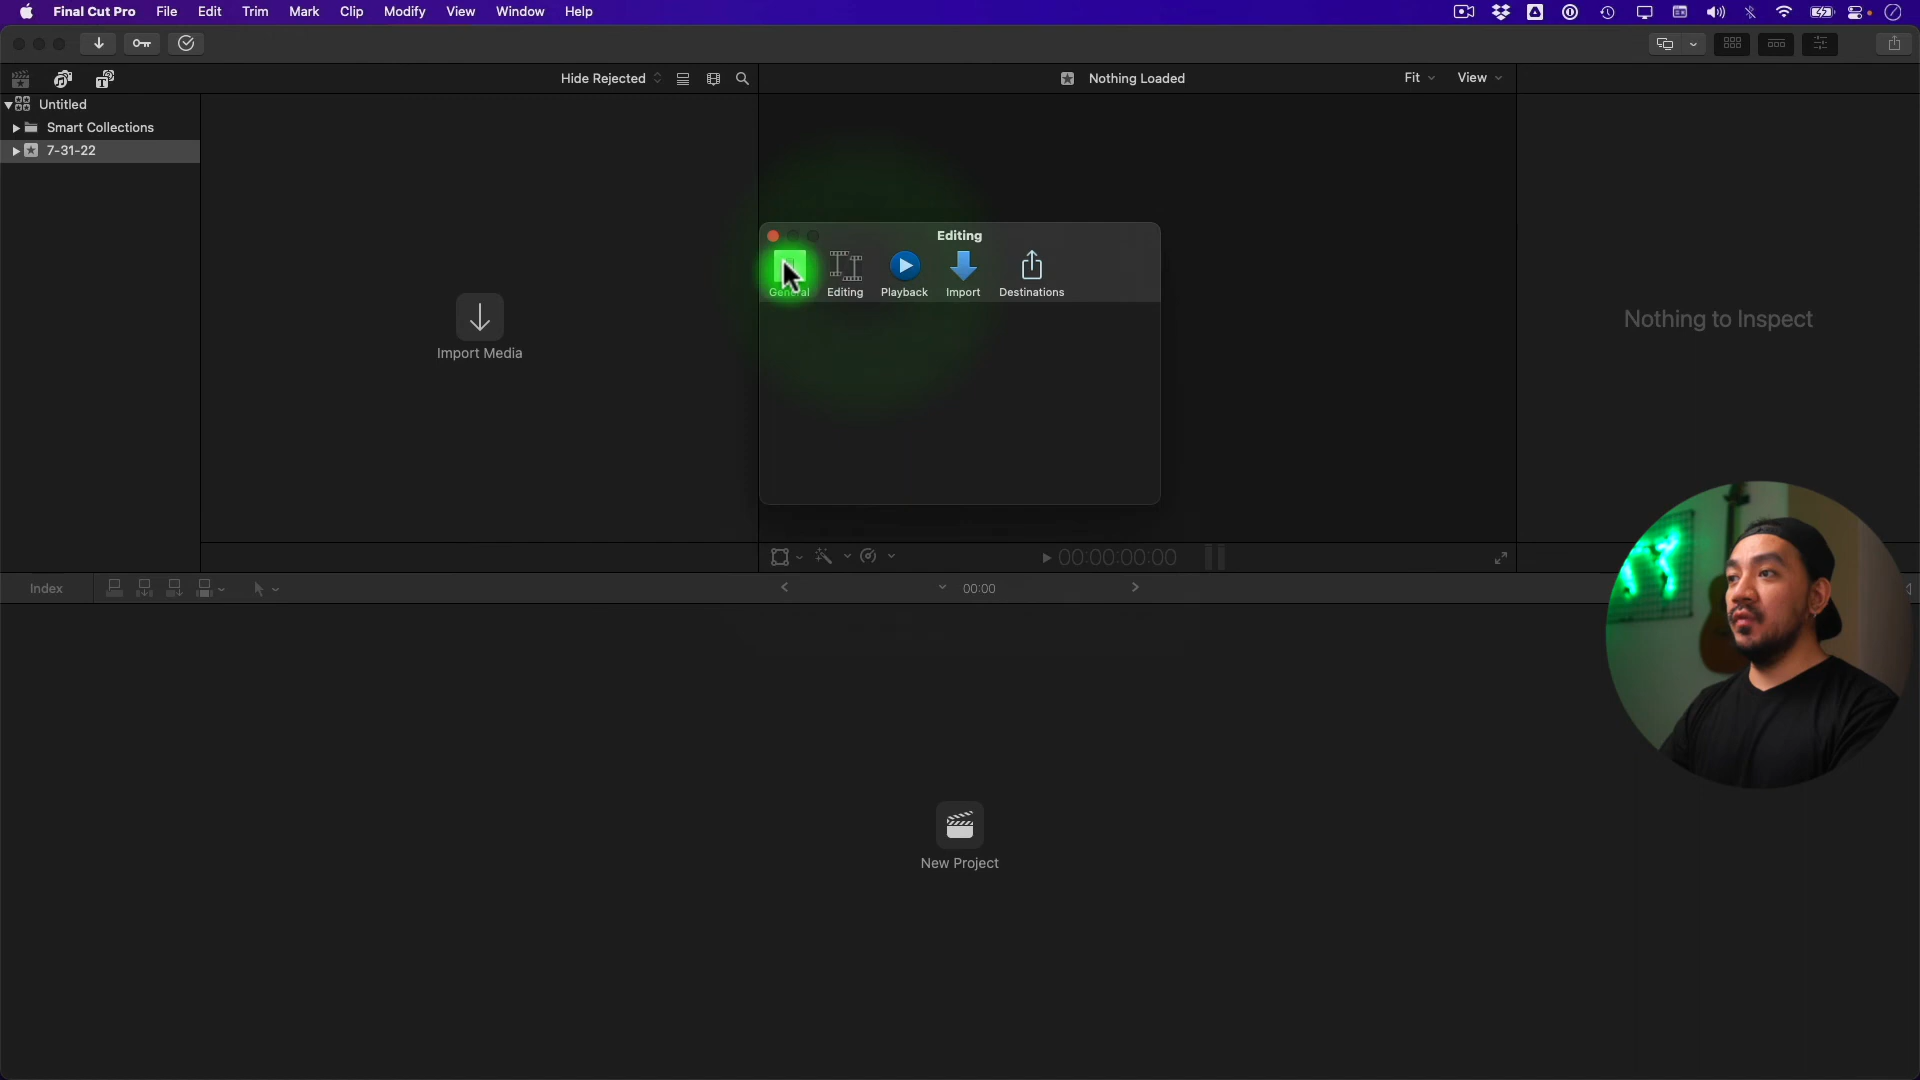 Final Cut Pro File Edit Trim Mark Clip Modify View Window Help
Hide Rejected
Nothing Loaded
Fit
View
Untitled
Smart Collections
7-31-22
Import Media
Editing
General
Editing
Playback
Import
Destinations
Nothing to Inspect
00:00:00:00
Index
00:00
New Project